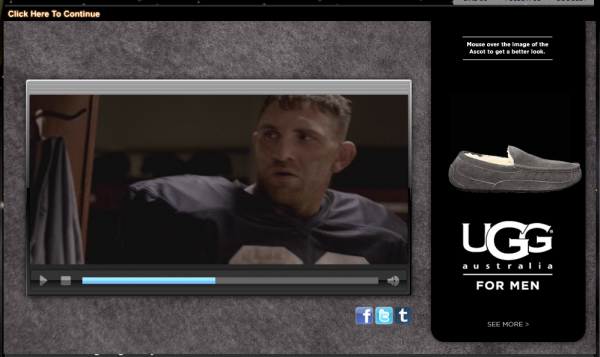 Click Here To Continue
Mouse over the image of the
Ascot to get a better look.
UGG
australia
FOR MEN
SEE MORE >
f
t
t